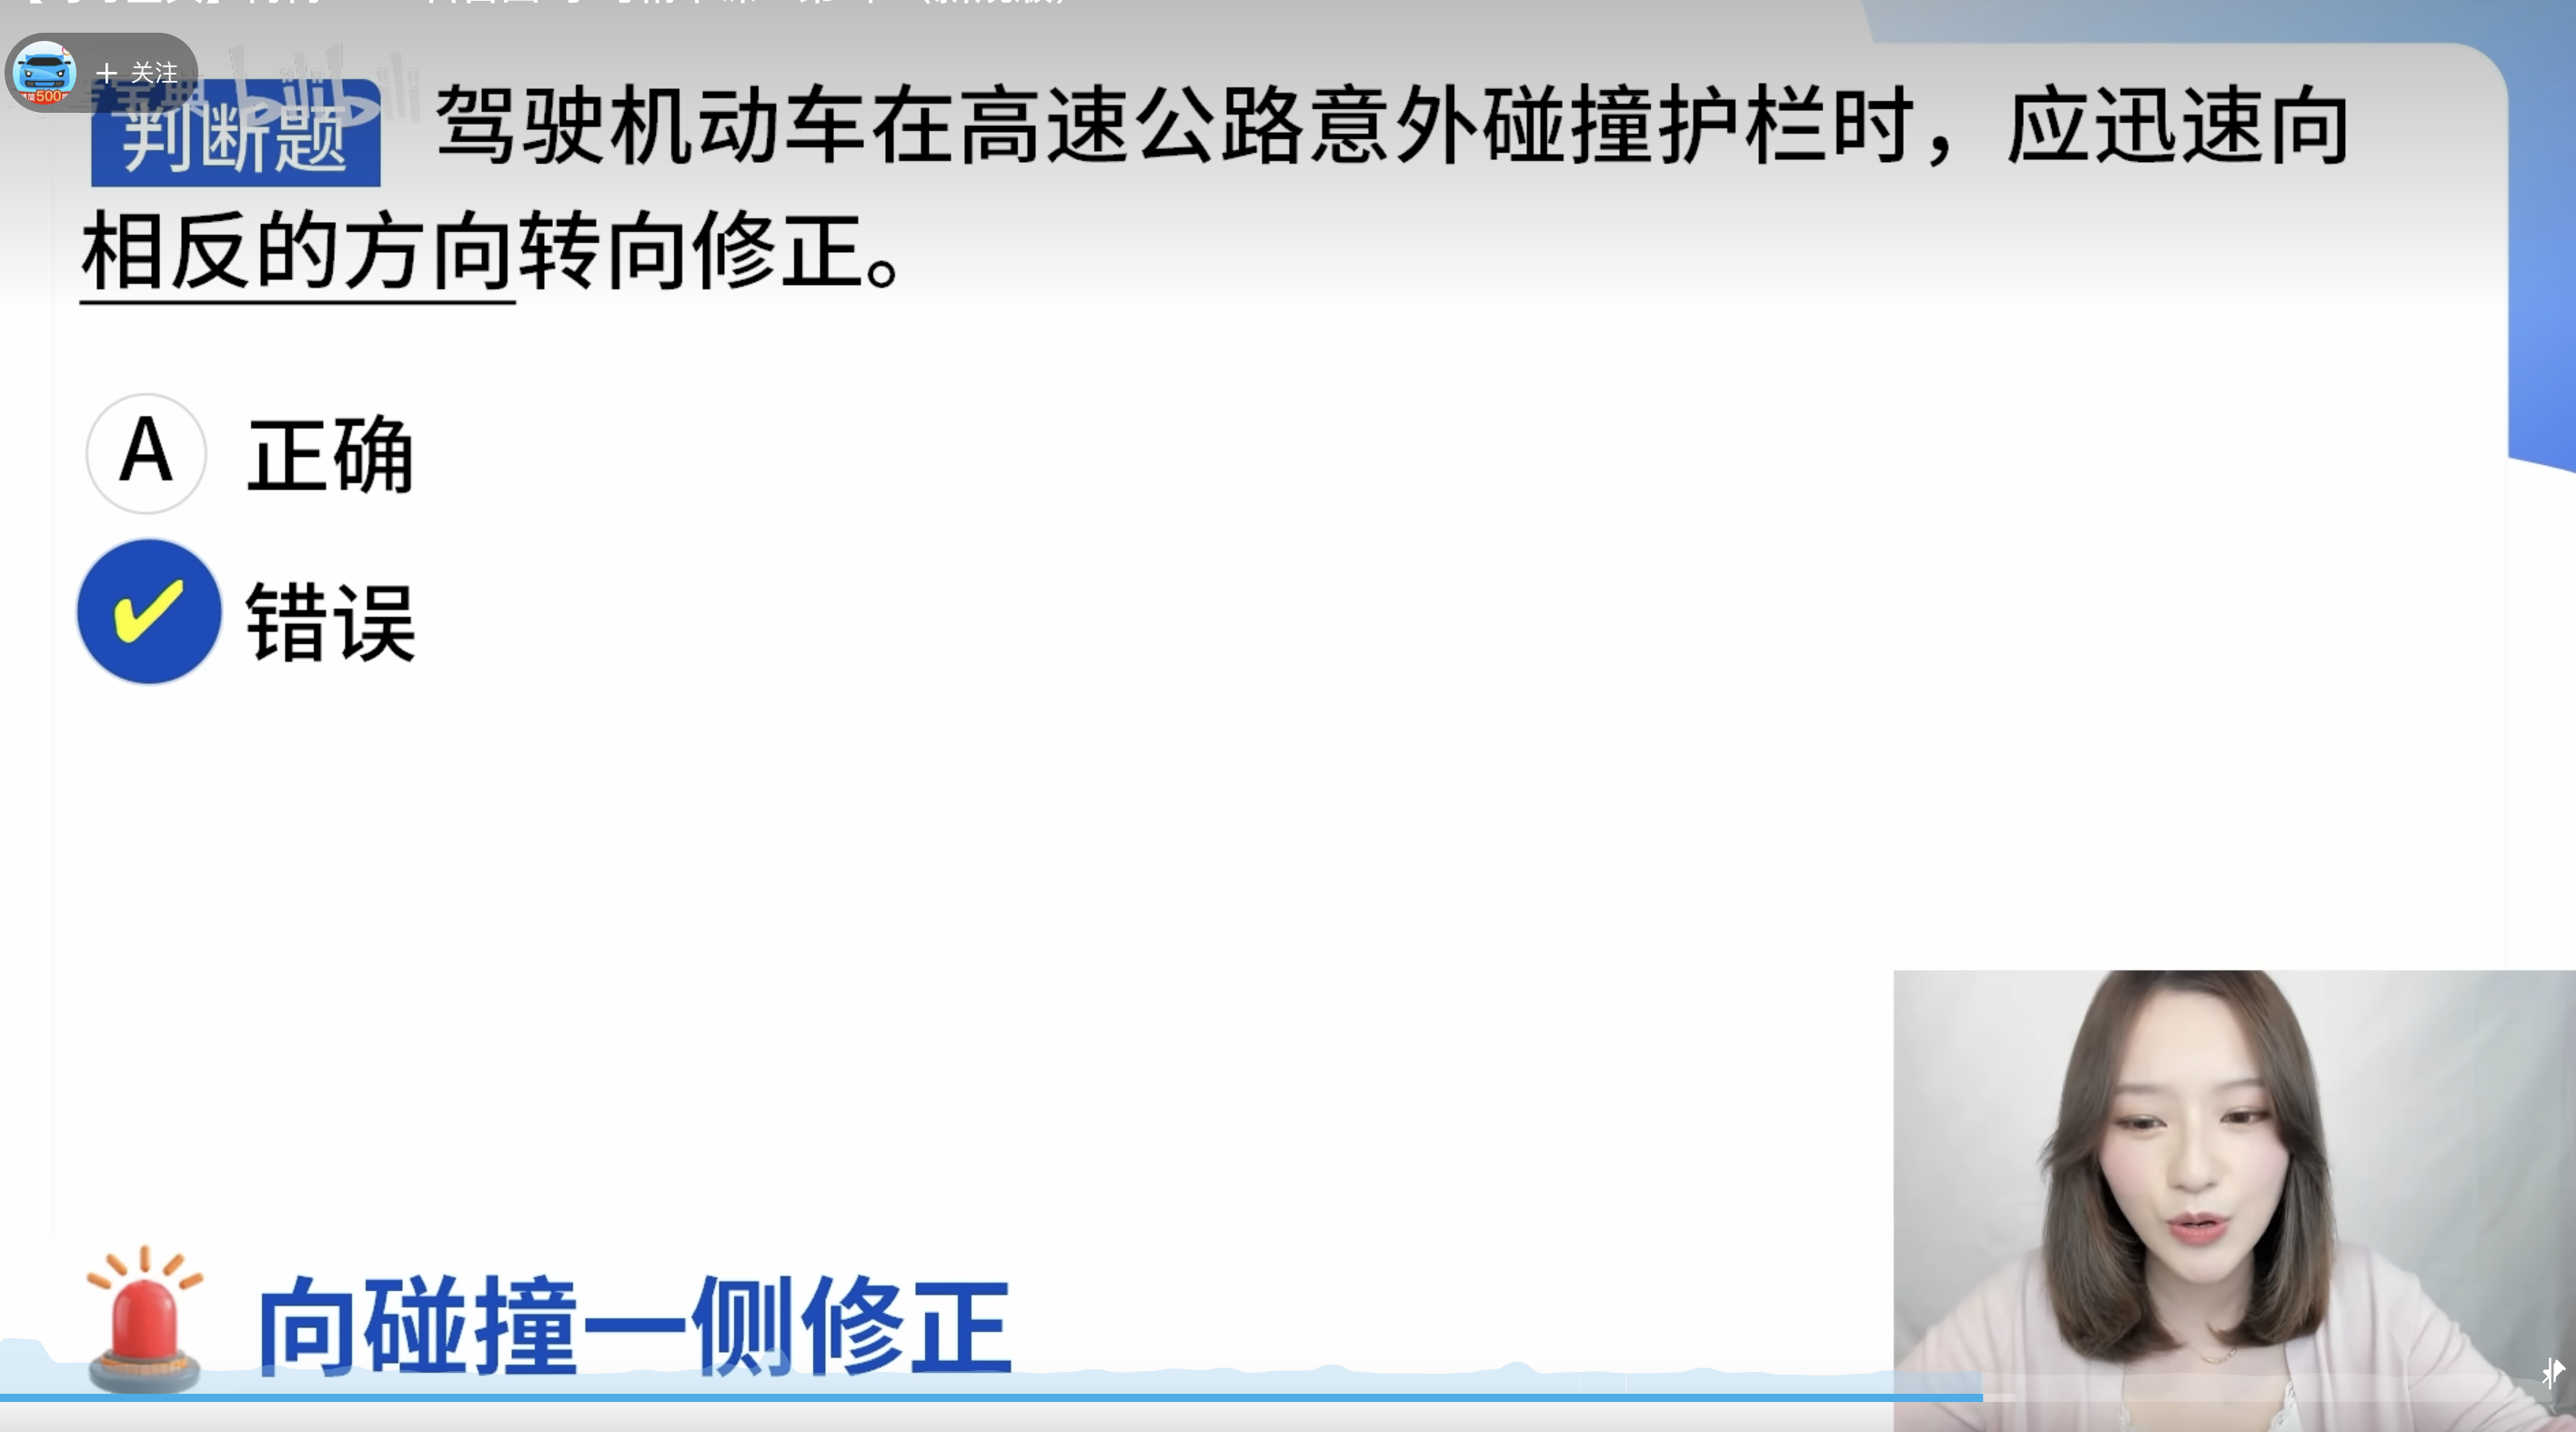 + 关注
500
bilibili
判断题 驾驶机动车在高速公路意外碰撞护栏时，应迅速向
相反的方向转向修正。
A 正确
✔ 错误
向碰撞一侧修正